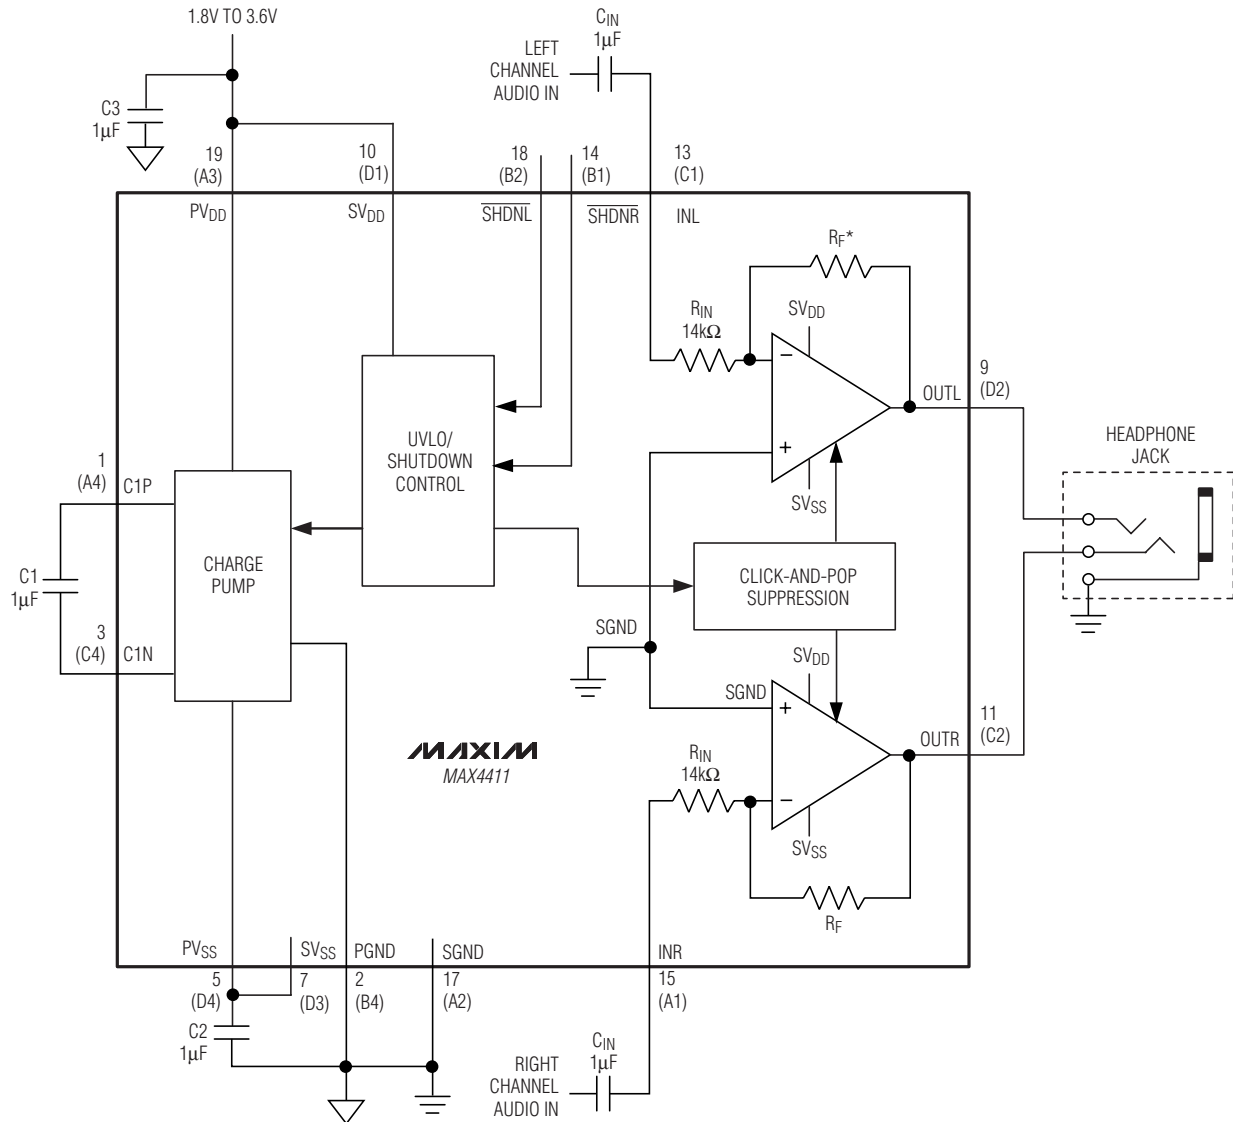 1.8V TO 3.6V
CIN
1µF
LEFT
CHANNEL
AUDIO IN
C3
1µF
19
(A3)
10
(D1)
18
(B2)
14
(B1)
13
(C1)
PVDD
SVDD
SHDNL
SHDNR
INL
RF*
RIN
14kΩ
SVDD
−
+
SVSS
OUTL
9
(D2)
HEADPHONE
JACK
UVLO/
SHUTDOWN
CONTROL
1
(A4)
C1P
CHARGE
PUMP
C1
1µF
3
(C4)
C1N
CLICK-AND-POP
SUPPRESSION
SGND
SVDD
SGND
+
−
OUTR
11
(C2)
MAXIM
MAX4411
RIN
14kΩ
SVSS
RF
PVSS
SVSS
PGND
SGND
INR
5
(D4)
7
(D3)
2
(B4)
17
(A2)
15
(A1)
C2
1µF
CIN
1µF
RIGHT
CHANNEL
AUDIO IN